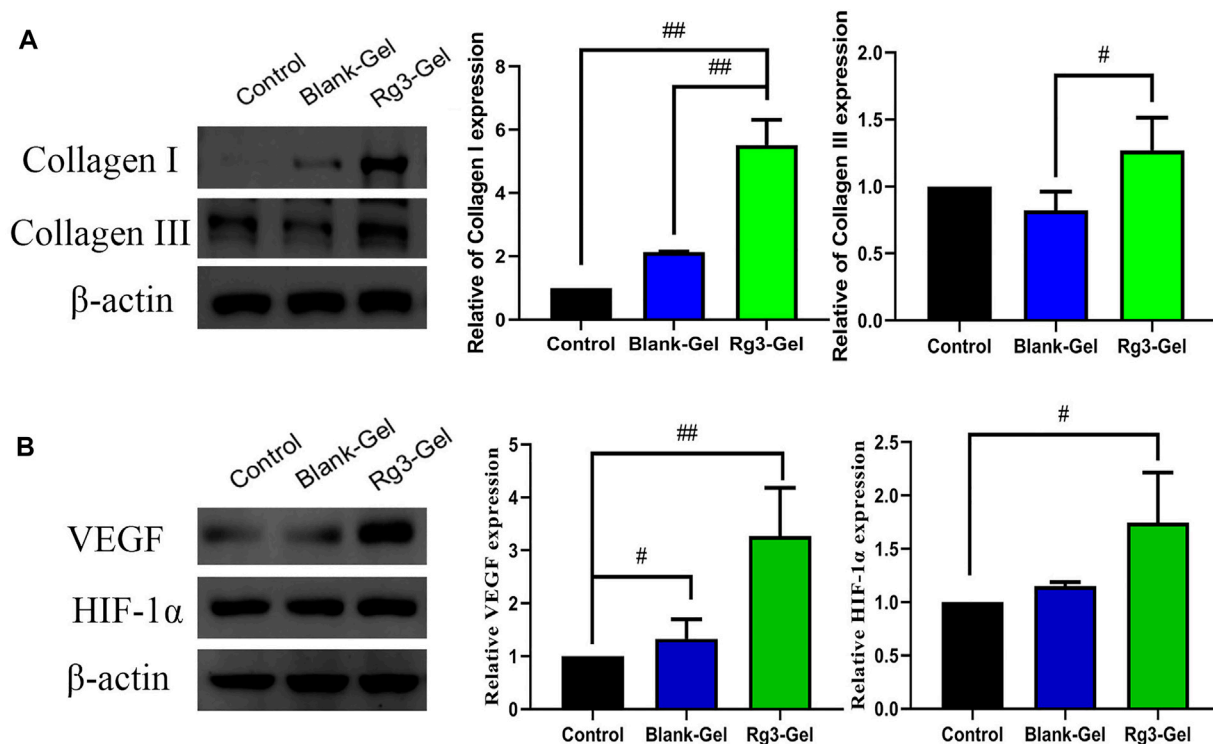 A
Control
Blank-Gel
Rg3-Gel
Collagen I
Collagen III
β-actin
Relative of Collagen I expression
8
6
4
2
0
##
##
Control
Blank-Gel
Rg3-Gel
Relative of Collagen III expression
2.0
1.5
1.0
0.5
0.0
#
Control
Blank-Gel
Rg3-Gel
B
Control
Blank-Gel
Rg3-Gel
VEGF
HIF-1α
β-actin
Relative VEGF expression
5
4
3
2
1
0
##
#
Control
Blank-Gel
Rg3-Gel
Relative HIF-1α expression
2.5
2.0
1.5
1.0
0.5
0.0
#
Control
Blank-Gel
Rg3-Gel